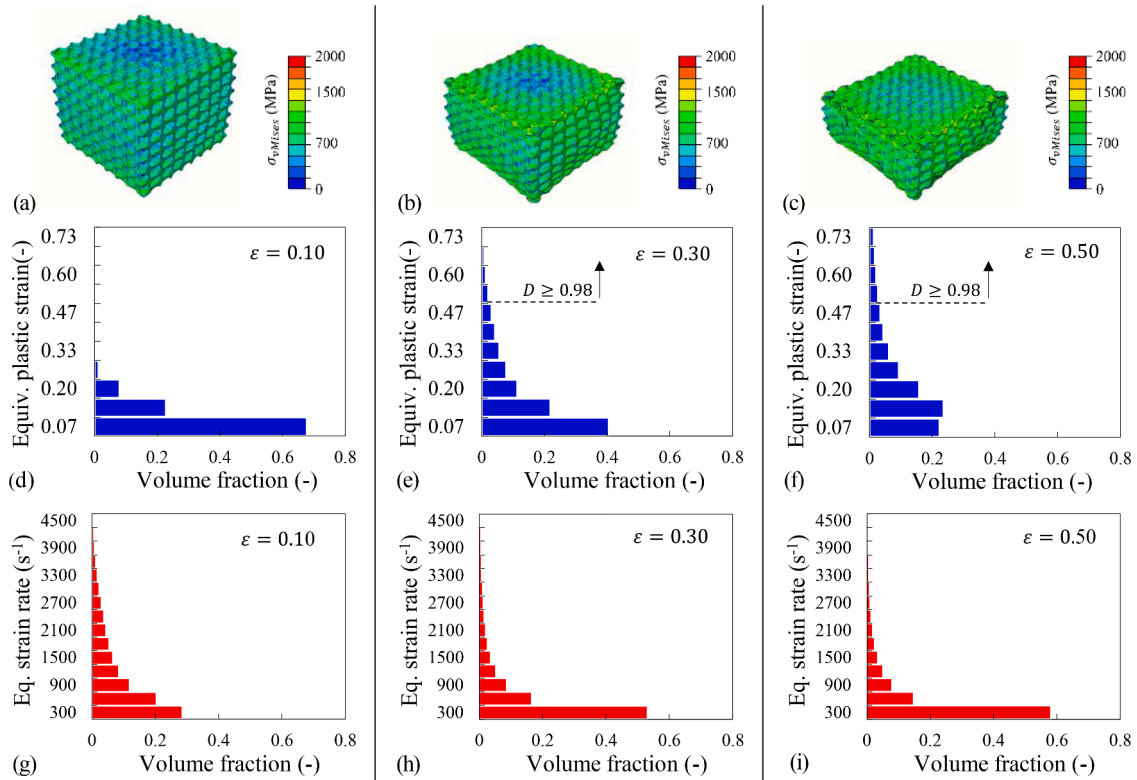 2000
1500
700
0
σvMises (MPa)
(a)
2000
1500
700
0
σvMises (MPa)
(b)
2000
1500
700
0
σvMises (MPa)
(c)
Equiv. plastic strain(-)
0.73
0.60
0.47
0.33
0.20
0.07
ε = 0.10
0 0.2 0.4 0.6 0.8
(d) Volume fraction (-)
Equiv. plastic strain(-)
0.73
0.60
0.47
0.33
0.20
0.07
ε = 0.30
D ≥ 0.98
0 0.2 0.4 0.6 0.8
(e) Volume fraction (-)
Equiv. plastic strain(-)
0.73
0.60
0.47
0.33
0.20
0.07
ε = 0.50
D ≥ 0.98
0 0.2 0.4 0.6 0.8
(f) Volume fraction (-)
Eq. strain rate (s-1)
4500
3900
3300
2700
2100
1500
900
300
ε = 0.10
0 0.2 0.4 0.6 0.8
(g) Volume fraction (-)
Eq. strain rate (s-1)
4500
3900
3300
2700
2100
1500
900
300
ε = 0.30
0 0.2 0.4 0.6 0.8
(h) Volume fraction (-)
Eq. strain rate (s-1)
4500
3900
3300
2700
2100
1500
900
300
ε = 0.50
0 0.2 0.4 0.6 0.8
(i) Volume fraction (-)